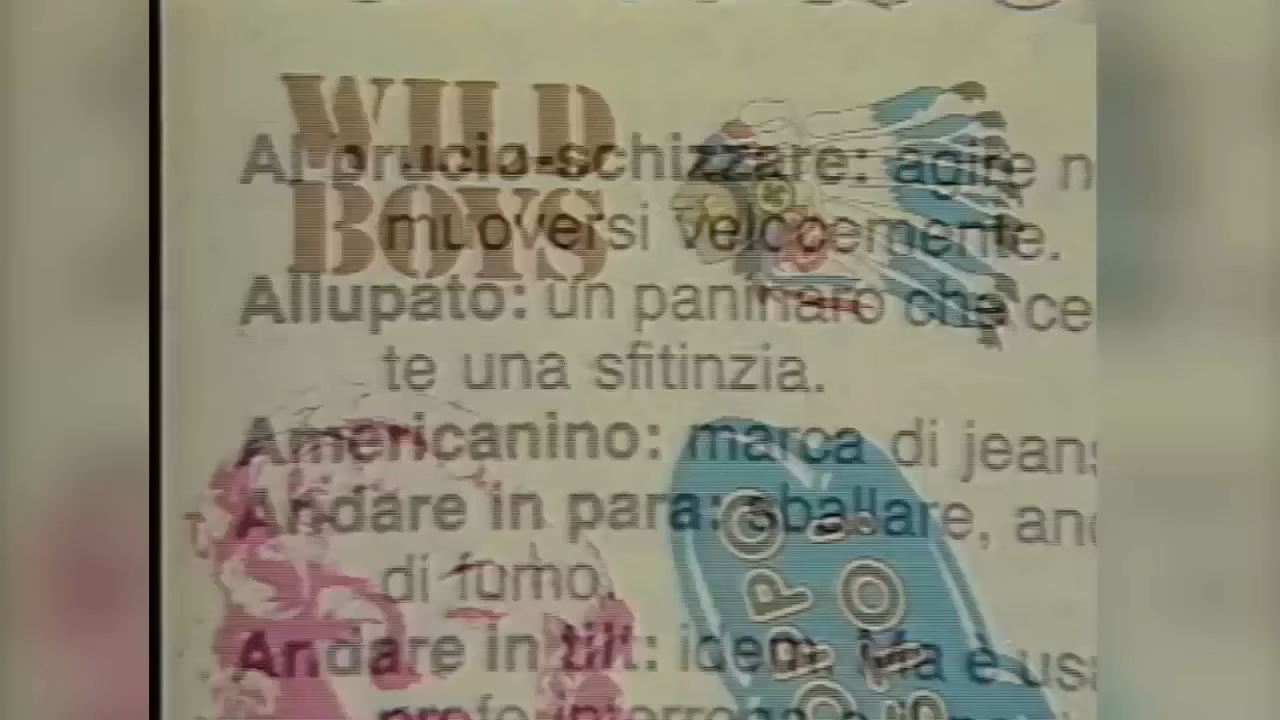 WILD
BOYS
Al brucio-schizzare: agire n
muoversi velocemente.
Allupato: un paninaro che ce
te una sfitinzia.
Americanino: marca di jeans
Andare in para: sballare, and
di fumo.
Andare in tilt: idem. Ma è usa